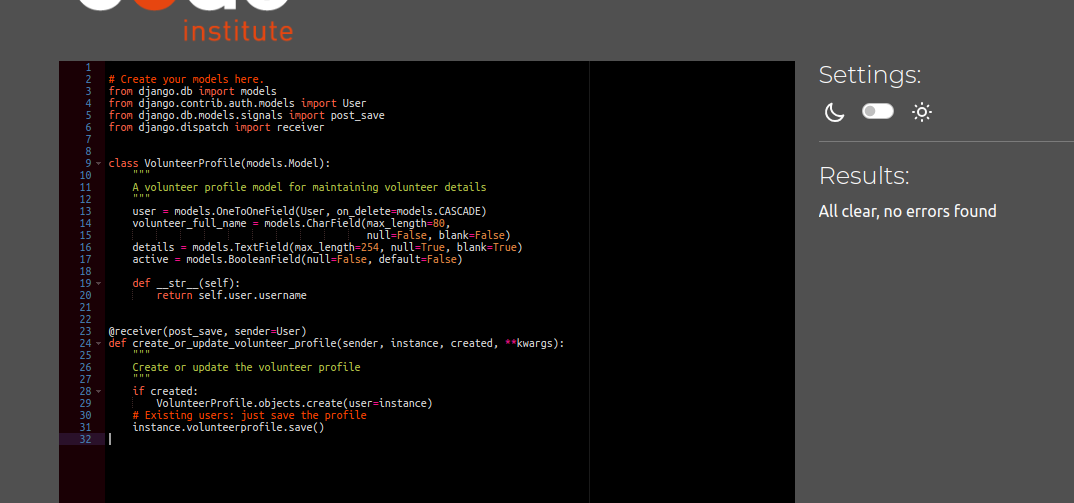 institute
1
2 # Create your models here.
3 from django.db import models
4 from django.contrib.auth.models import User
5 from django.db.models.signals import post_save
6 from django.dispatch import receiver
7
8
9 class VolunteerProfile(models.Model):
10     """
11     A volunteer profile model for maintaining volunteer details
12     """
13     user = models.OneToOneField(User, on_delete=models.CASCADE)
14     volunteer_full_name = models.CharField(max_length=80,
15                                            null=False, blank=False)
16     details = models.TextField(max_length=254, null=True, blank=True)
17     active = models.BooleanField(null=False, default=False)
18
19     def __str__(self):
20         return self.user.username
21
22
23 @receiver(post_save, sender=User)
24 def create_or_update_volunteer_profile(sender, instance, created, **kwargs):
25     """
26     Create or update the volunteer profile
27     """
28     if created:
29         VolunteerProfile.objects.create(user=instance)
30     # Existing users: just save the profile
31     instance.volunteerprofile.save()
32
Settings:
Results:
All clear, no errors found